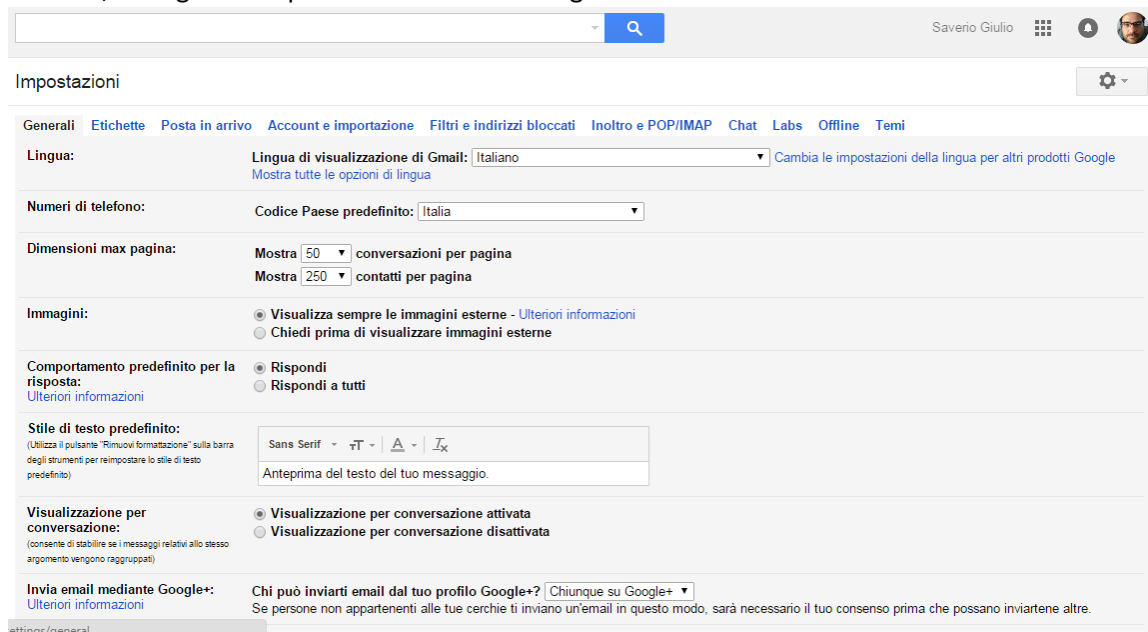 Saverio Giulio
Impostazioni
Generali Etichette Posta in arrivo Account e importazione Filtri e indirizzi bloccati Inoltro e POP/IMAP Chat Labs Offline Temi
Lingua: Lingua di visualizzazione di Gmail: Italiano Cambia le impostazioni della lingua per altri prodotti Google
Mostra tutte le opzioni di lingua
Numeri di telefono: Codice Paese predefinito: Italia
Dimensioni max pagina: Mostra 50 conversazioni per pagina
Mostra 250 contatti per pagina
Immagini: Visualizza sempre le immagini esterne - Ulteriori informazioni
Chiedi prima di visualizzare immagini esterne
Comportamento predefinito per la
risposta:
Ulteriori informazioni
Rispondi
Rispondi a tutti
Stile di testo predefinito:
(Utilizza il pulsante "Rimuovi formattazione" sulla barra
degli strumenti per reimpostare lo stile di testo
predefinito)
Sans Serif
Anteprima del testo del tuo messaggio.
Visualizzazione per
conversazione:
(consente di stabilire se i messaggi relativi allo stesso
argomento vengono raggruppati)
Visualizzazione per conversazione attivata
Visualizzazione per conversazione disattivata
Invia email mediante Google+:
Ulteriori informazioni
Chi può inviarti email dal tuo profilo Google+? Chiunque su Google+
Se persone non appartenenti alle tue cerchie ti inviano un'email in questo modo, sarà necessario il tuo consenso prima che possano inviartene altre.